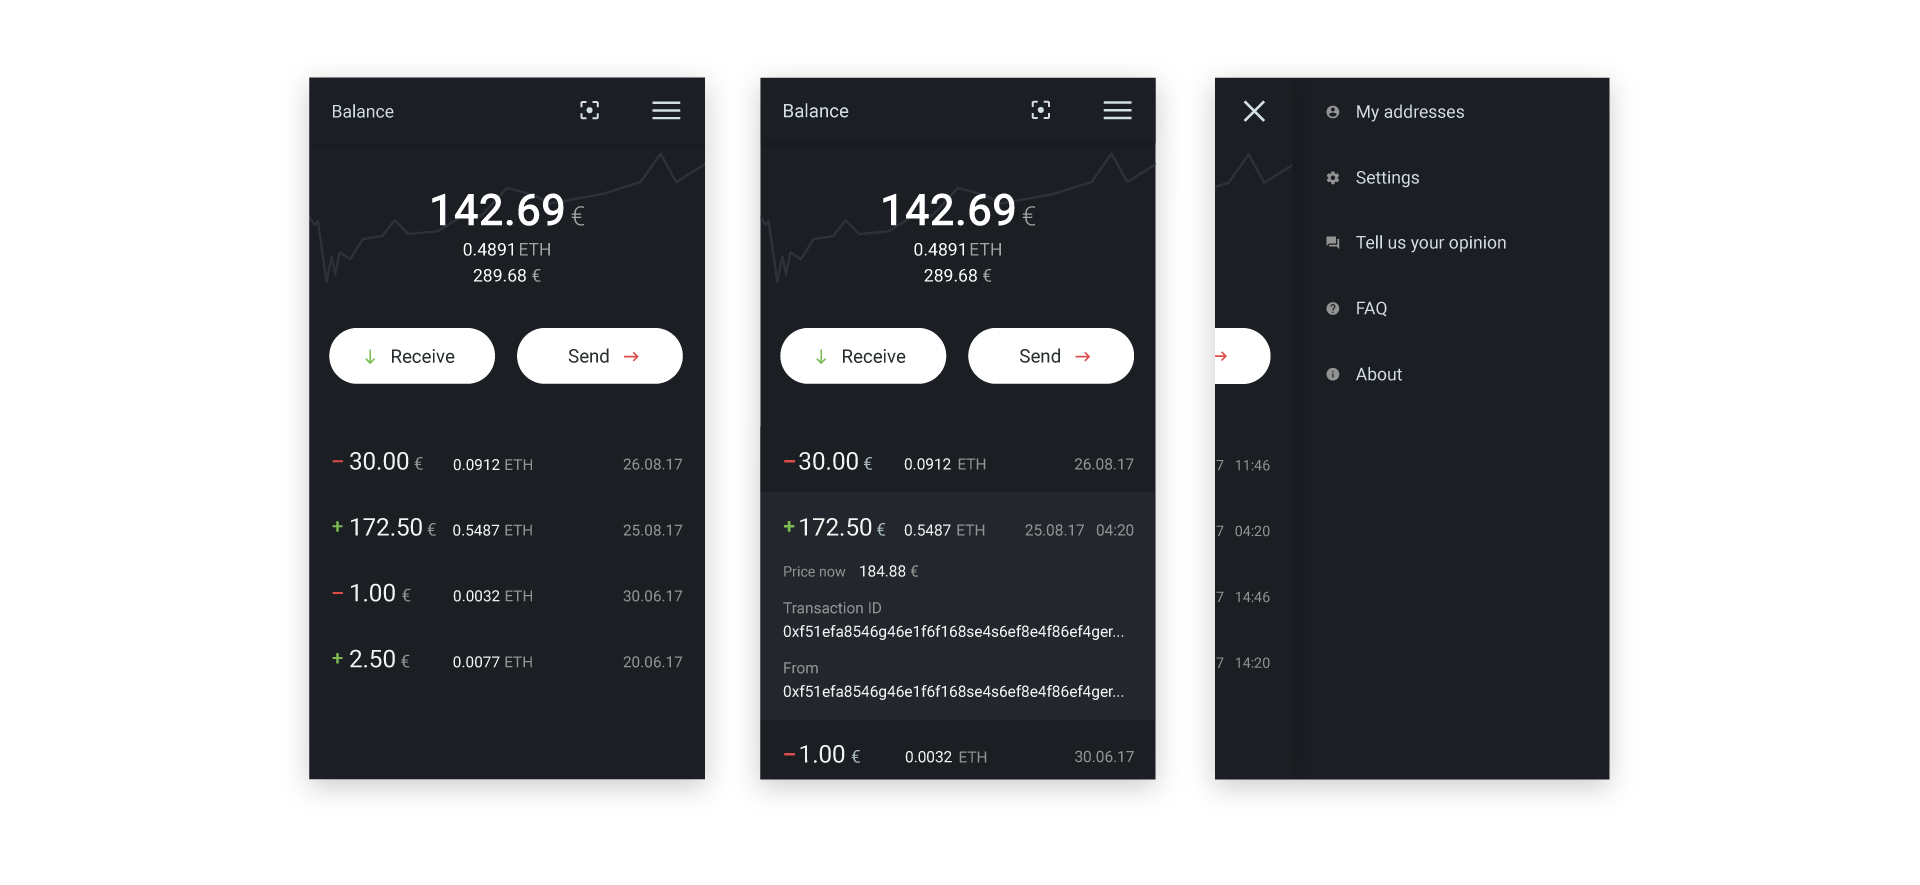 Balance
142.69 €
0.4891 ETH
289.68 €
Receive
Send
− 30.00 € 0.0912 ETH 26.08.17
+ 172.50 € 0.5487 ETH 25.08.17
− 1.00 € 0.0032 ETH 30.06.17
+ 2.50 € 0.0077 ETH 20.06.17
Balance
142.69 €
0.4891 ETH
289.68 €
Receive
Send
− 30.00 € 0.0912 ETH 26.08.17
+ 172.50 € 0.5487 ETH 25.08.17 04:20
Price now 184.88 €
Transaction ID
0xf51efa8546g46e1f6f168se4s6ef8e4f86ef4ger...
From
0xf51efa8546g46e1f6f168se4s6ef8e4f86ef4ger...
− 1.00 € 0.0032 ETH 30.06.17
7 11:46
7 04:20
7 14:46
7 14:20
My addresses
Settings
Tell us your opinion
FAQ
About